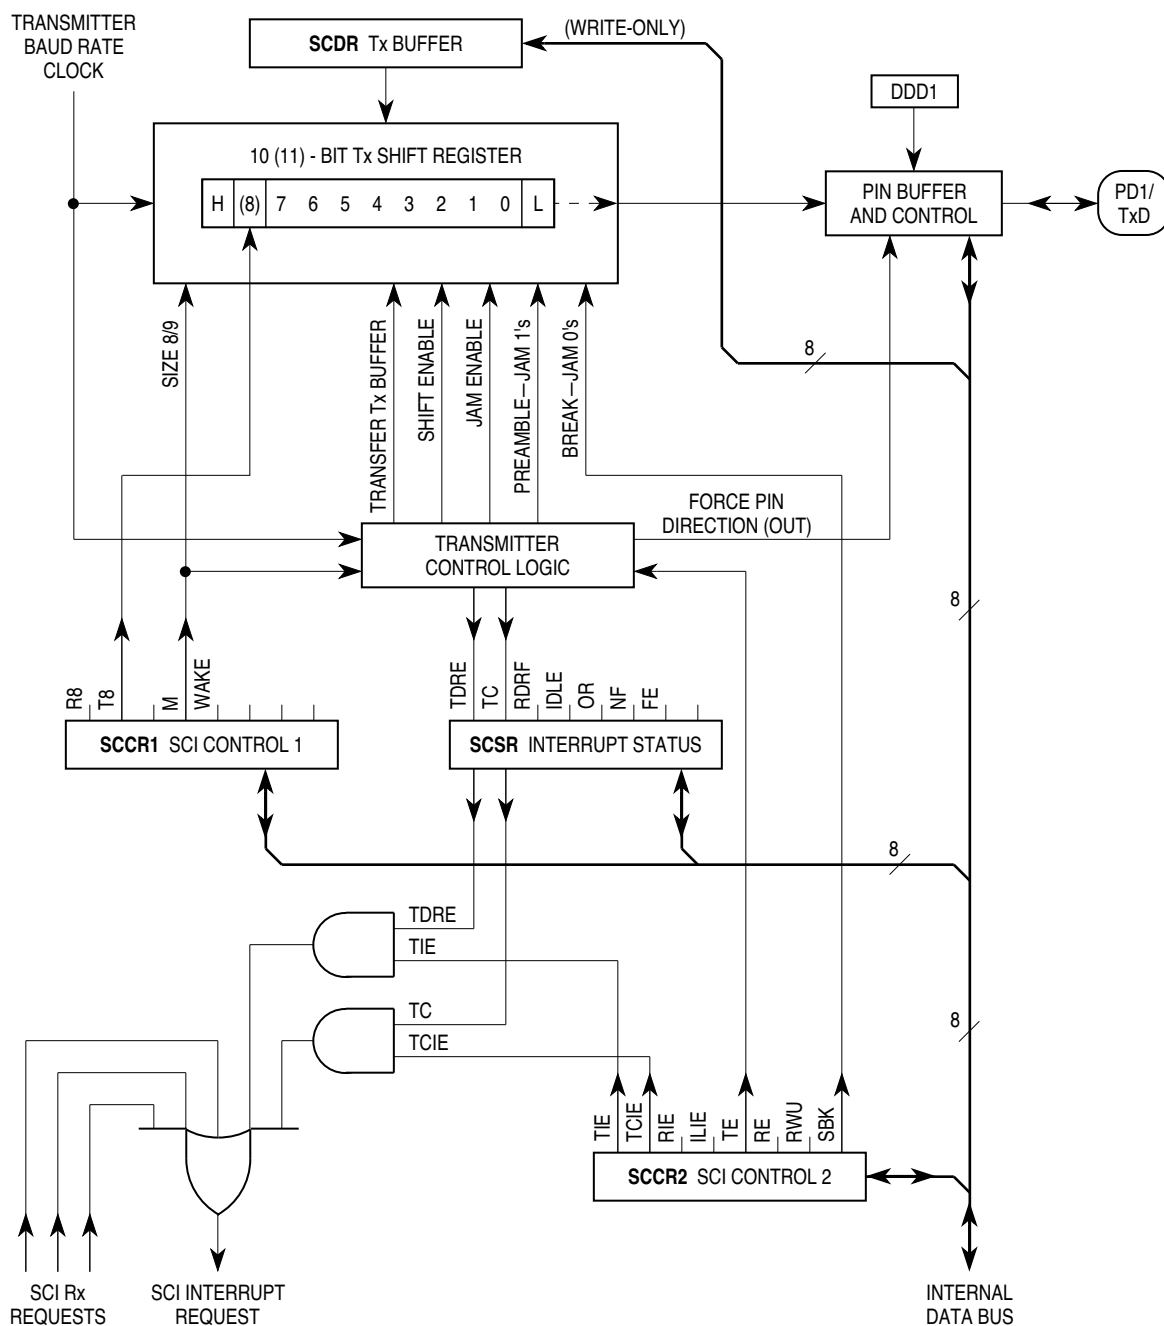 TRANSMITTER
BAUD RATE
CLOCK
SCDR Tx BUFFER
(WRITE-ONLY)
DDD1
10 (11) - BIT Tx SHIFT REGISTER
H (8) 7 6 5 4 3 2 1 0 L
PIN BUFFER
AND CONTROL
PD1/
TxD
SIZE 8/9
TRANSFER Tx BUFFER
SHIFT ENABLE
JAM ENABLE
PREAMBLE—JAM 1's
BREAK—JAM 0's
8
FORCE PIN
DIRECTION (OUT)
TRANSMITTER
CONTROL LOGIC
8
R8
T8
M
WAKE
TDRE
TC
RDRF
IDLE
OR
NF
FE
SCCR1 SCI CONTROL 1
SCSR INTERRUPT STATUS
8
TDRE
TIE
TC
TCIE
8
TIE
TCIE
RIE
ILIE
TE
RE
RWU
SBK
SCCR2 SCI CONTROL 2
SCI Rx
REQUESTS
SCI INTERRUPT
REQUEST
INTERNAL
DATA BUS